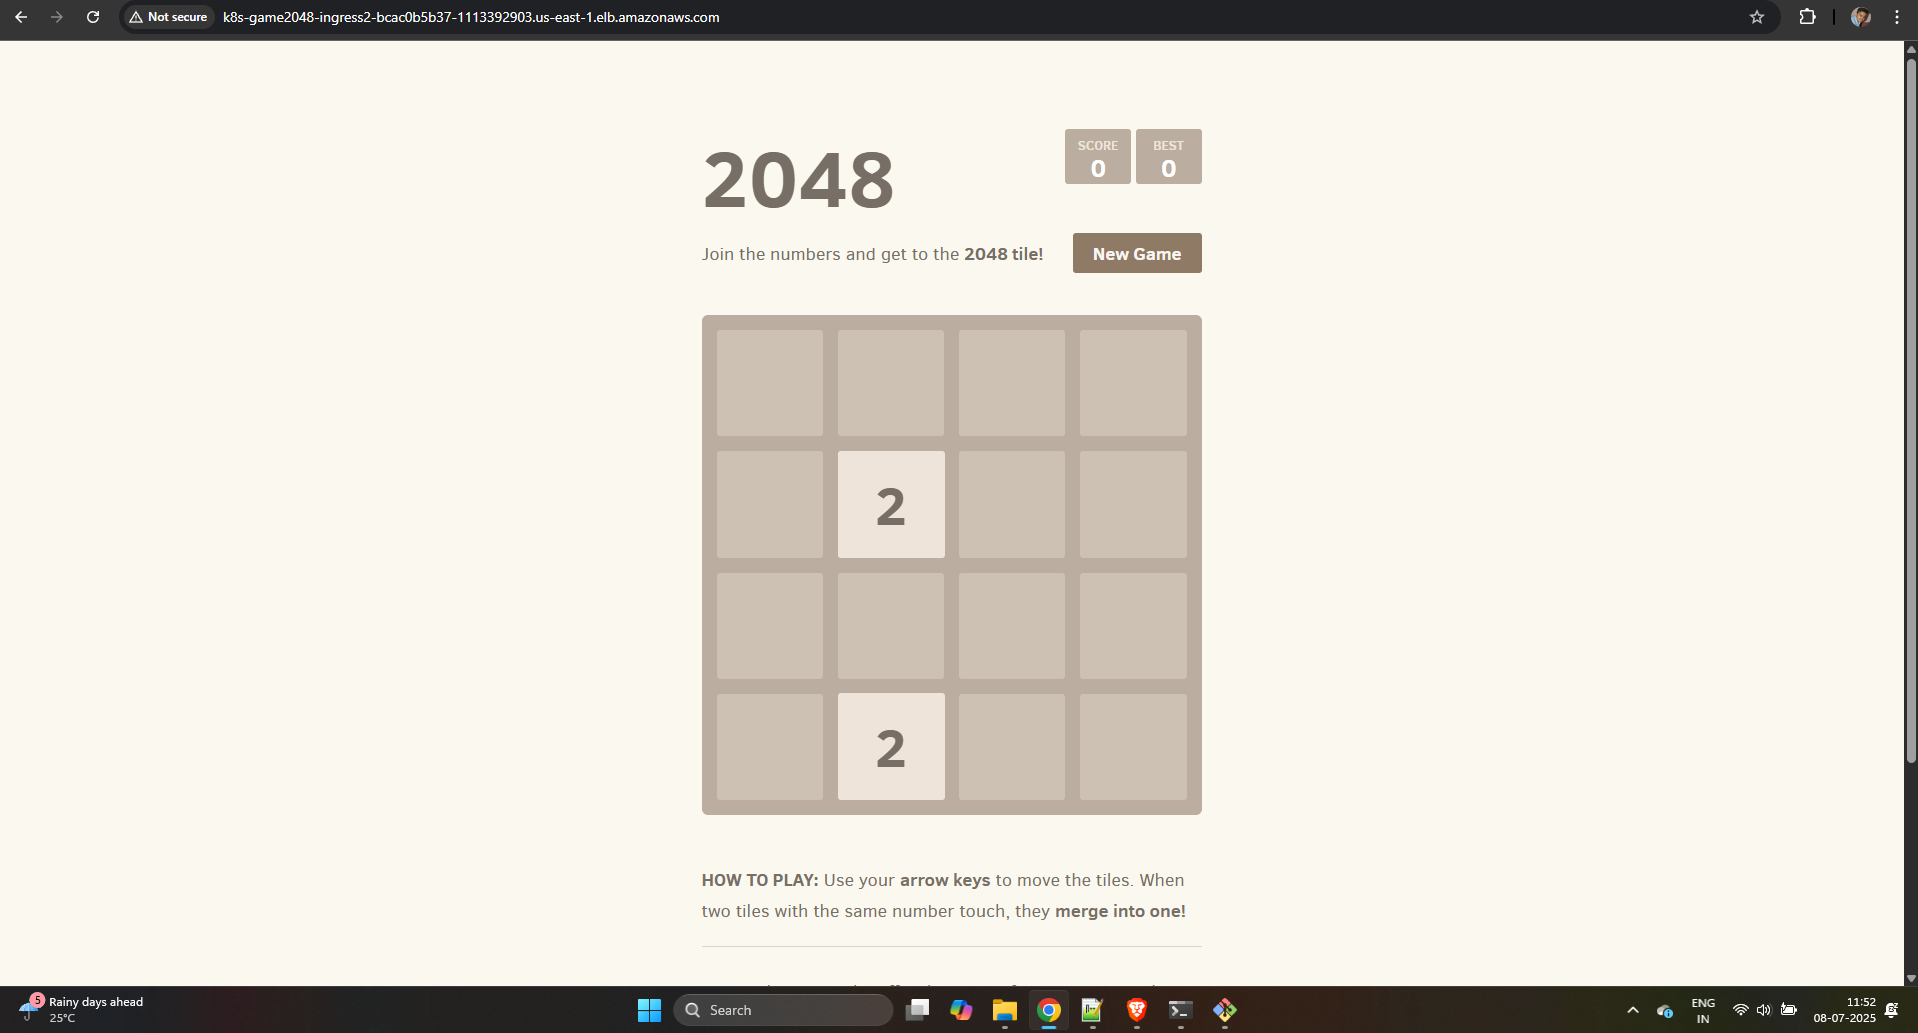 Not secure
k8s-game2048-ingress2-bcac0b5b37-1113392903.us-east-1.elb.amazonaws.com
2048
SCORE
0
BEST
0
Join the numbers and get to the 2048 tile!
New Game
2
2
HOW TO PLAY: Use your arrow keys to move the tiles. When
two tiles with the same number touch, they merge into one!
5
Rainy days ahead
25°C
Search
ENG
IN
11:52
08-07-2025